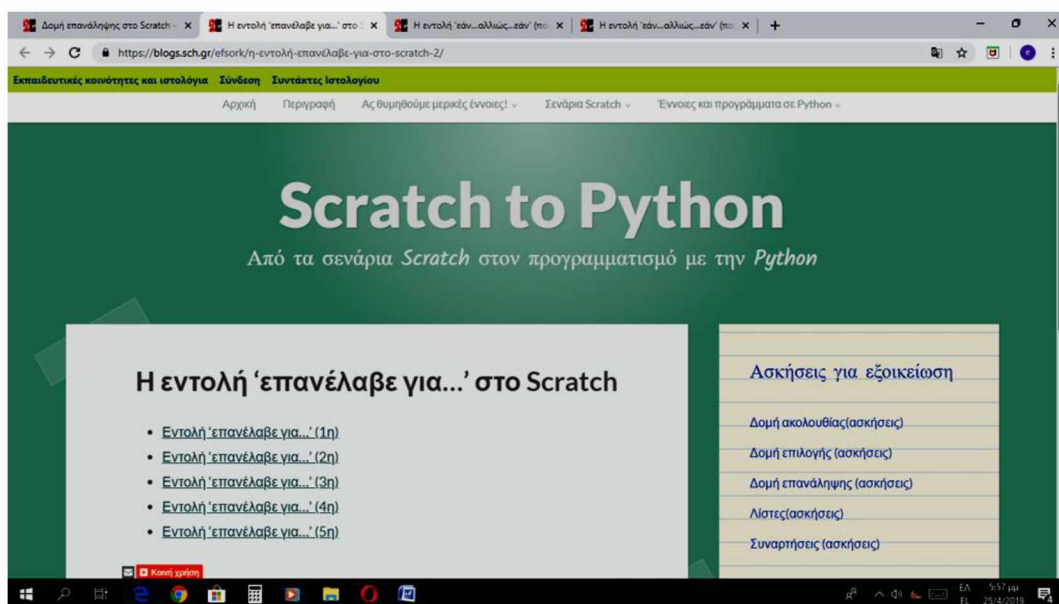 Δομή επανάληψης στο Scratch –
Η εντολή 'επανέλαβε για...' στο S
Η εντολή 'εάν...αλλιώς...εάν' (πο
Η εντολή 'εάν...αλλιώς...εάν' (πο
https://blogs.sch.gr/efsork/η-εντολή-επανέλαβε-για-στο-scratch-2/
Εκπαιδευτικές κοινότητες και ιστολόγια Σύνδεση Συντάκτες Ιστολογίου
Αρχική Περιγραφή Ας θυμηθούμε μερικές έννοιες! Σενάρια Scratch Έννοιες και προγράμματα σε Python
Scratch to Python
Από τα σενάρια Scratch στον προγραμματισμό με την Python
Η εντολή 'επανέλαβε για...' στο Scratch
• Εντολή 'επανέλαβε για...' (1η)
• Εντολή 'επανέλαβε για...' (2η)
• Εντολή 'επανέλαβε για...' (3η)
• Εντολή 'επανέλαβε για...' (4η)
• Εντολή 'επανέλαβε για...' (5η)
Κοινή χρήση
Ασκήσεις για εξοικείωση
Δομή ακολουθίας(ασκήσεις)
Δομή επιλογής (ασκήσεις)
Δομή επανάληψης (ασκήσεις)
Λίστες(ασκήσεις)
Συναρτήσεις (ασκήσεις)
ΕΛ 5:57 μμ
EL 25/4/2019